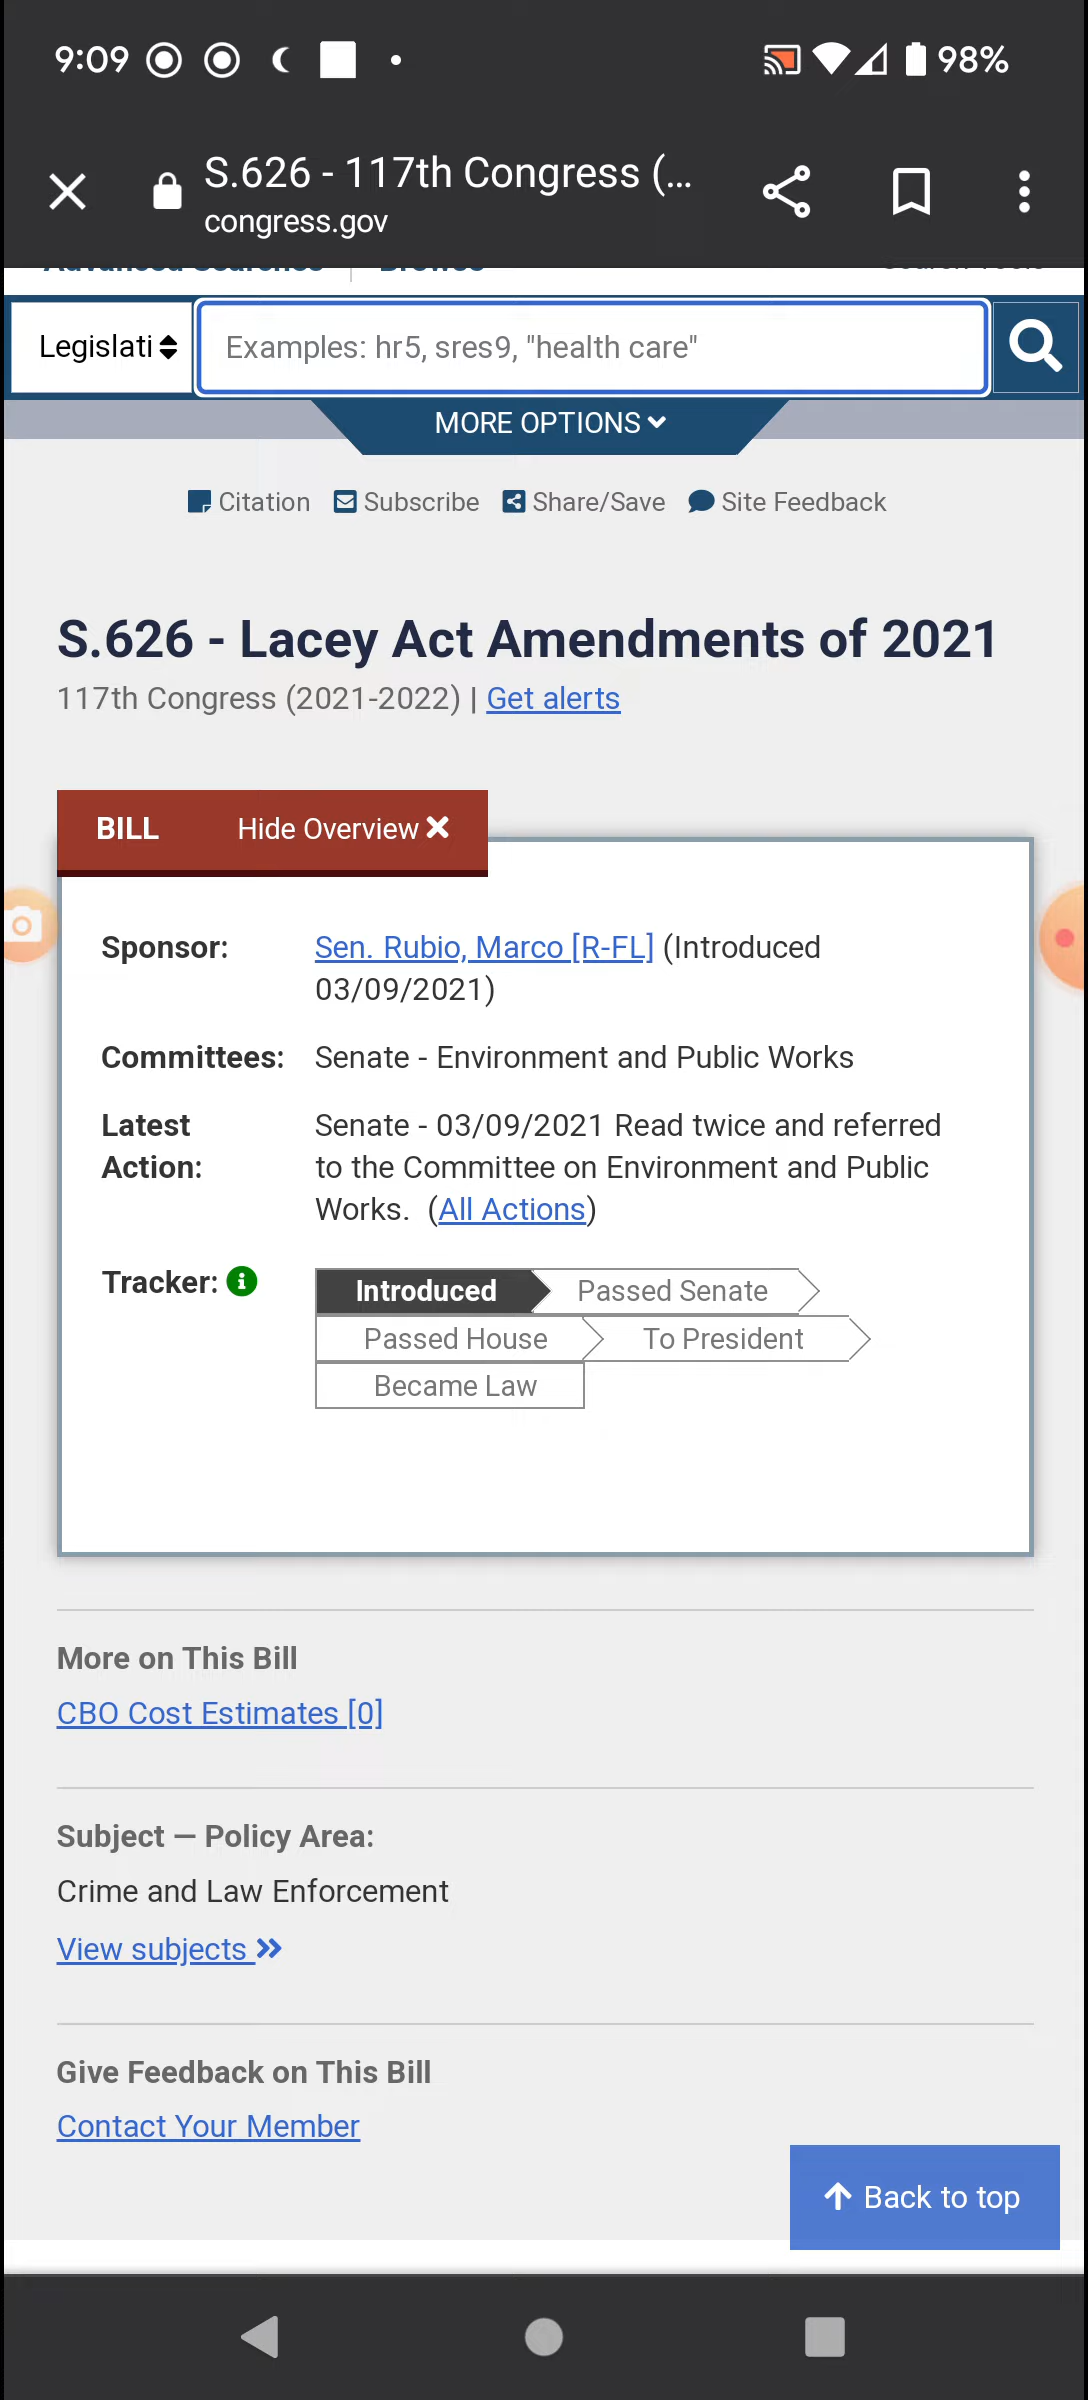 9:09
98%
S.626 - 117th Congress (...
congress.gov
Advanced Searches | Browse
Search Tools
Legislati
Examples: hr5, sres9, "health care"
MORE OPTIONS
Citation Subscribe Share/Save Site Feedback
S.626 - Lacey Act Amendments of 2021
117th Congress (2021-2022) | Get alerts
BILL Hide Overview
Sponsor: Sen. Rubio, Marco [R-FL] (Introduced
03/09/2021)
Committees: Senate - Environment and Public Works
Latest Action: Senate - 03/09/2021 Read twice and referred
to the Committee on Environment and Public
Works. (All Actions)
Tracker:
Introduced Passed Senate
Passed House To President
Became Law
More on This Bill
CBO Cost Estimates [0]
Subject — Policy Area:
Crime and Law Enforcement
View subjects
Give Feedback on This Bill
Contact Your Member
Back to top